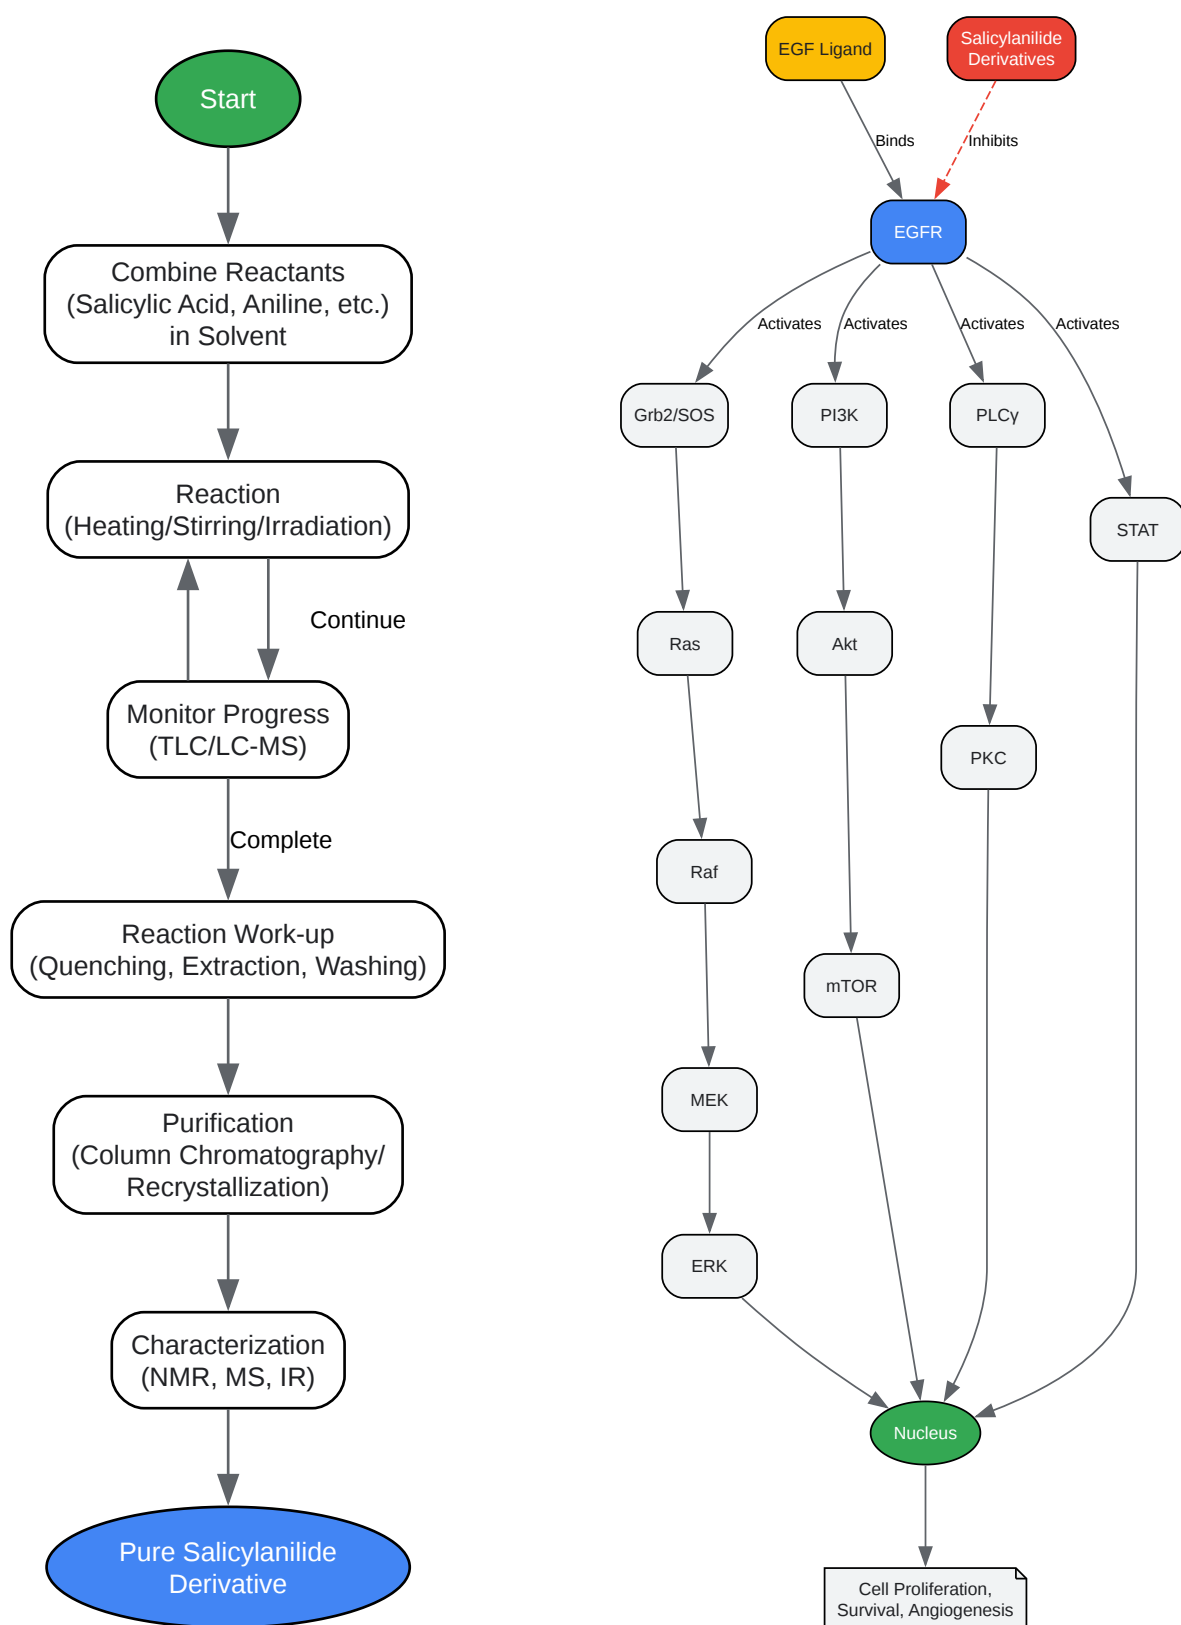 Start
Combine Reactants
(Salicylic Acid, Aniline, etc.)
in Solvent
Reaction
(Heating/Stirring/Irradiation)
Continue
Monitor Progress
(TLC/LC-MS)
Complete
Reaction Work-up
(Quenching, Extraction, Washing)
Purification
(Column Chromatography/
Recrystallization)
Characterization
(NMR, MS, IR)
Pure Salicylanilide
Derivative
EGF Ligand
Salicylanilide
Derivatives
Binds
Inhibits
EGFR
Activates
Activates
Activates
Activates
Grb2/SOS
PI3K
PLCγ
STAT
Ras
Akt
PKC
Raf
mTOR
MEK
ERK
Nucleus
Cell Proliferation,
Survival, Angiogenesis